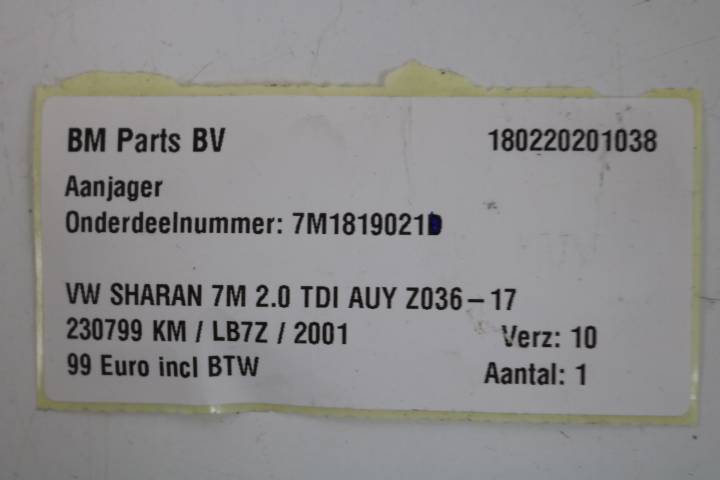 BM Parts BV 180220201038
Aanjager
Onderdeelnummer: 7M1819021
VW SHARAN 7M 2.0 TDI AUY Z036-17
230799 KM / LB7Z / 2001 Verz: 10
99 Euro incl BTW Aantal: 1